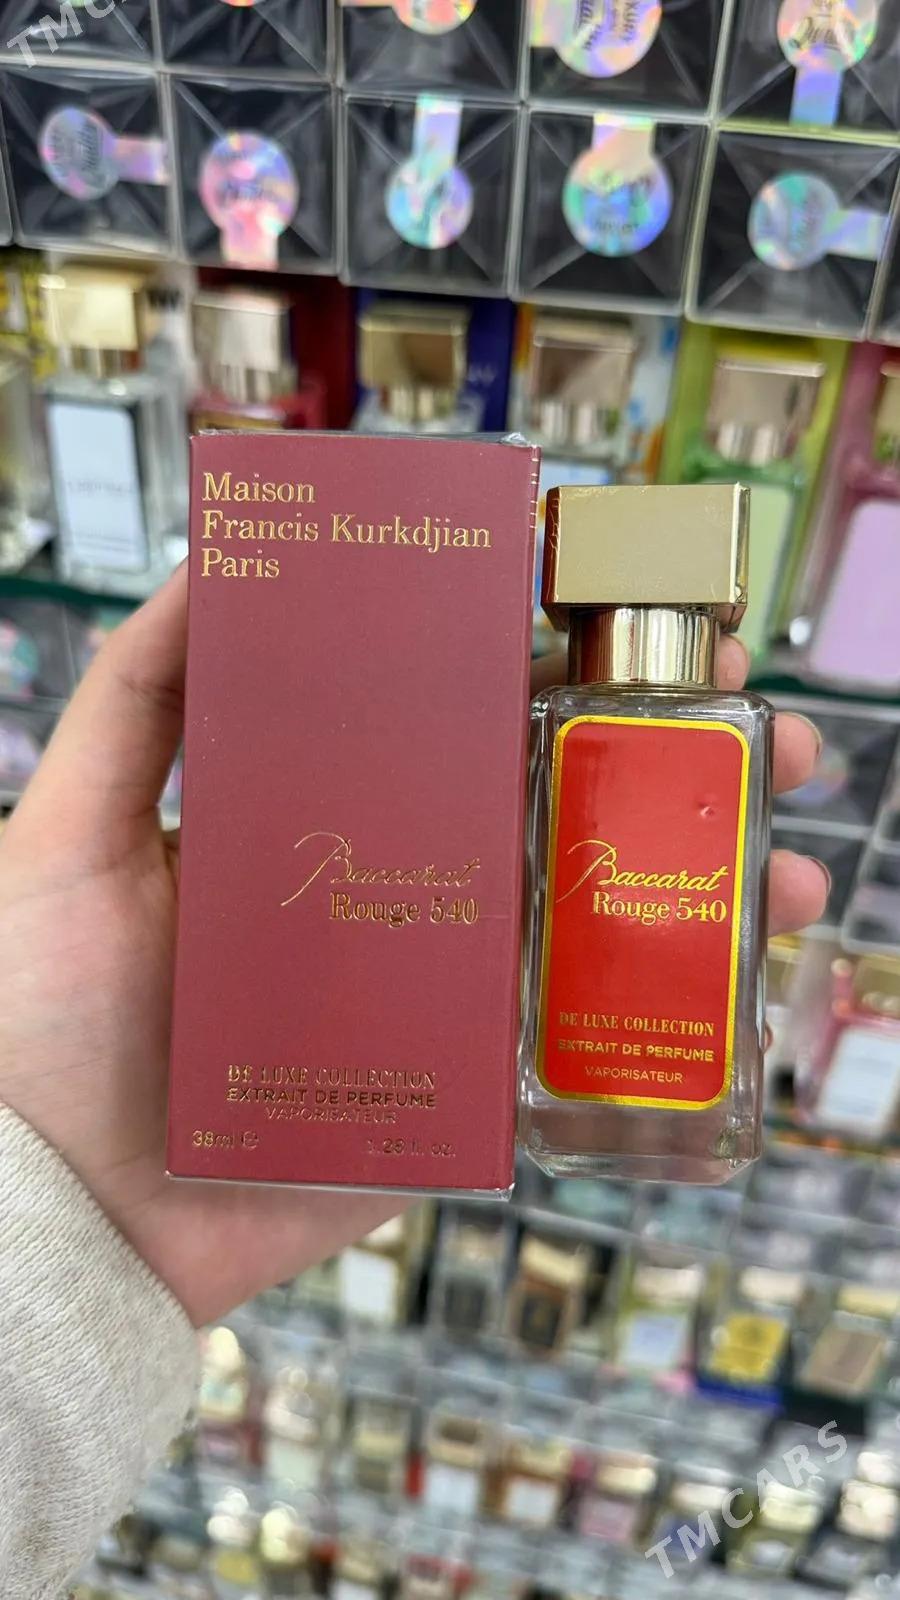 Maison
Francis Kurkdjian
Paris
Baccarat
Rouge 540
DE LUXE COLLECTION
EXTRAIT DE PERFUME
VAPORISATEUR
38ml e 1.28 fl. oz.
Baccarat
Rouge 540
DE LUXE COLLECTION
EXTRAIT DE PERFUME
VAPORISATEUR
TMCARS